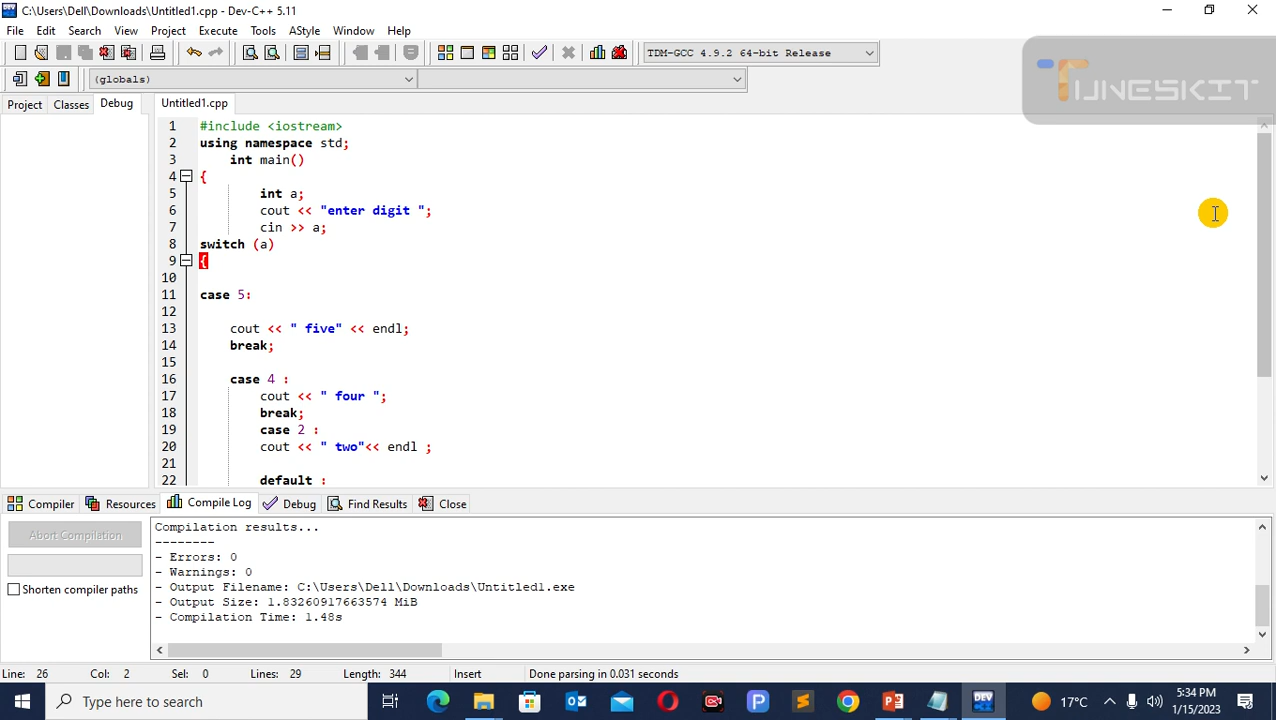 C:\Users\Dell\Downloads\Untitled1.cpp - Dev-C++ 5.11
File Edit Search View Project Execute Tools AStyle Window Help
TDM-GCC 4.9.2 64-bit Release
(globals)
TUNESKIT
Project Classes Debug Untitled1.cpp
1 #include <iostream>
2 using namespace std;
3 int main()
4 {
5 int a;
6 cout << "enter digit ";
7 cin >> a;
8 switch (a)
9 {
10
11 case 5:
12
13 cout << " five" << endl;
14 break;
15
16 case 4 :
17 cout << " four ";
18 break;
19 case 2 :
20 cout << " two"<< endl ;
21
22 default :
Compiler Resources Compile Log Debug Find Results Close
Abort Compilation
Shorten compiler paths
Compilation results...
--------
- Errors: 0
- Warnings: 0
- Output Filename: C:\Users\Dell\Downloads\Untitled1.exe
- Output Size: 1.83260917663574 MiB
- Compilation Time: 1.48s
Line: 26 Col: 2 Sel: 0 Lines: 29 Length: 344 Insert Done parsing in 0.031 seconds
Type here to search
DEV
17°C
5:34 PM
1/15/2023